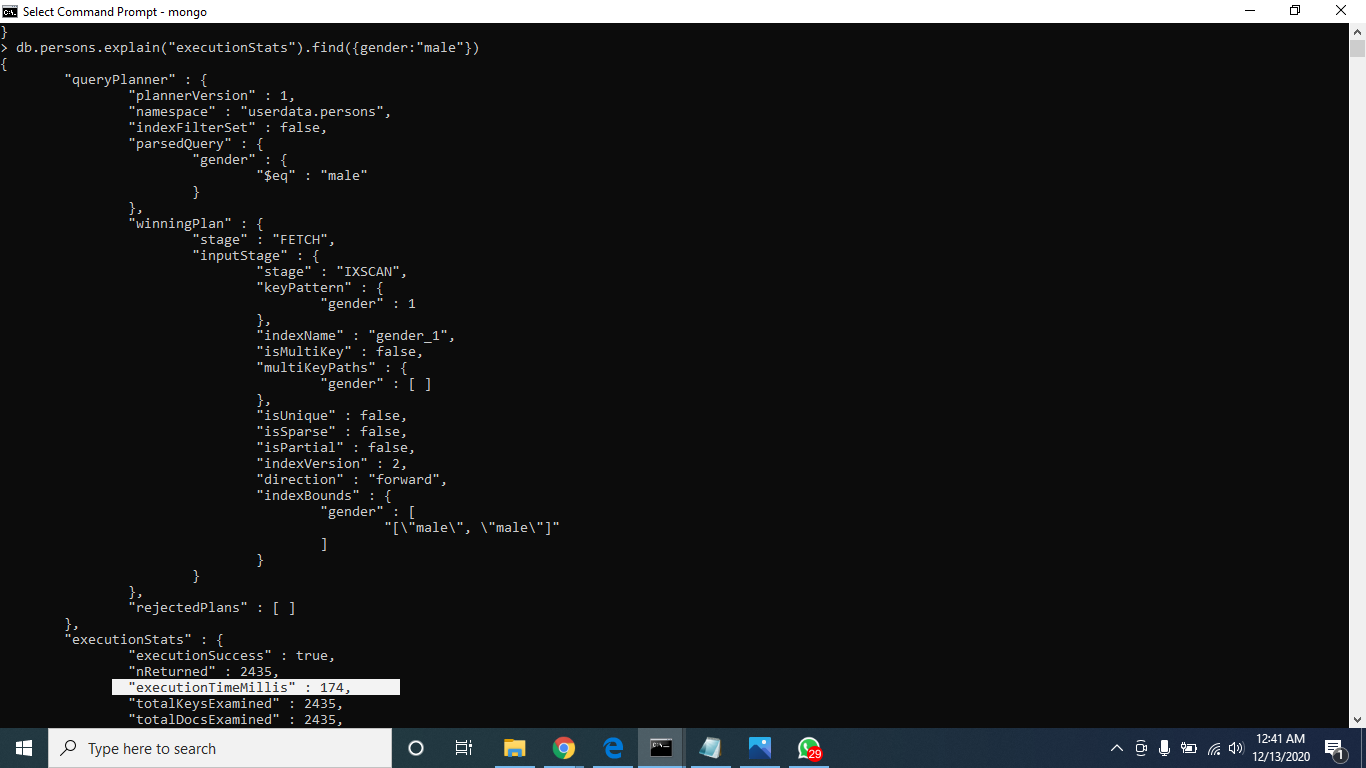 Select Command Prompt - mongo
}
> db.persons.explain("executionStats").find({gender:"male"})
{
"queryPlanner" : {
"plannerVersion" : 1,
"namespace" : "userdata.persons",
"indexFilterSet" : false,
"parsedQuery" : {
"gender" : {
"$eq" : "male"
}
},
"winningPlan" : {
"stage" : "FETCH",
"inputStage" : {
"stage" : "IXSCAN",
"keyPattern" : {
"gender" : 1
},
"indexName" : "gender_1",
"isMultiKey" : false,
"multiKeyPaths" : {
"gender" : [ ]
},
"isUnique" : false,
"isSparse" : false,
"isPartial" : false,
"indexVersion" : 2,
"direction" : "forward",
"indexBounds" : {
"gender" : [
"[\"male\", \"male\"]"
]
}
}
},
"rejectedPlans" : [ ]
},
"executionStats" : {
"executionSuccess" : true,
"nReturned" : 2435,
"executionTimeMillis" : 174,
"totalKeysExamined" : 2435,
"totalDocsExamined" : 2435,
Type here to search
29
12:41 AM
12/13/2020
1